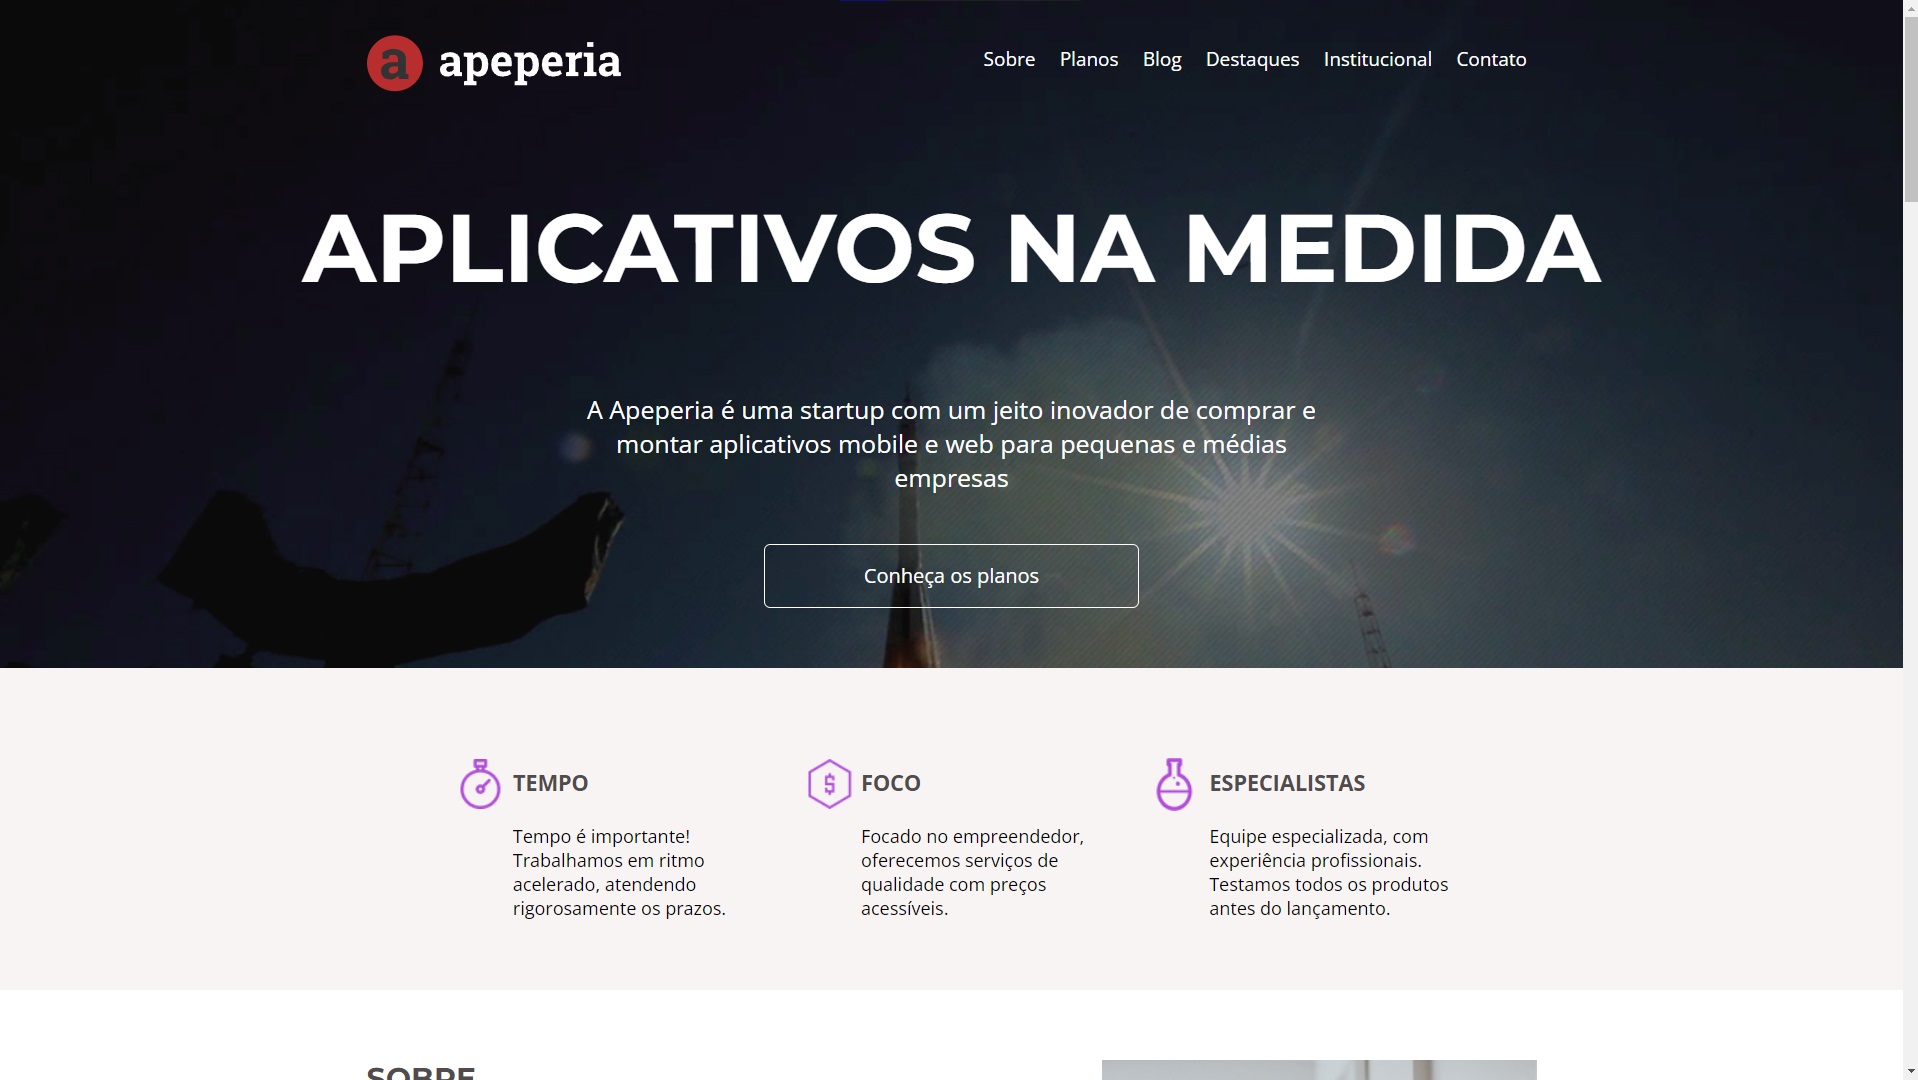 a apeperia
Sobre Planos Blog Destaques Institucional Contato
APLICATIVOS NA MEDIDA
A Apeperia é uma startup com um jeito inovador de comprar e
montar aplicativos mobile e web para pequenas e médias
empresas
Conheça os planos
TEMPO
Tempo é importante!
Trabalhamos em ritmo
acelerado, atendendo
rigorosamente os prazos.
$
FOCO
Focado no empreendedor,
oferecemos serviços de
qualidade com preços
acessíveis.
ESPECIALISTAS
Equipe especializada, com
experiência profissionais.
Testamos todos os produtos
antes do lançamento.
SOBRE